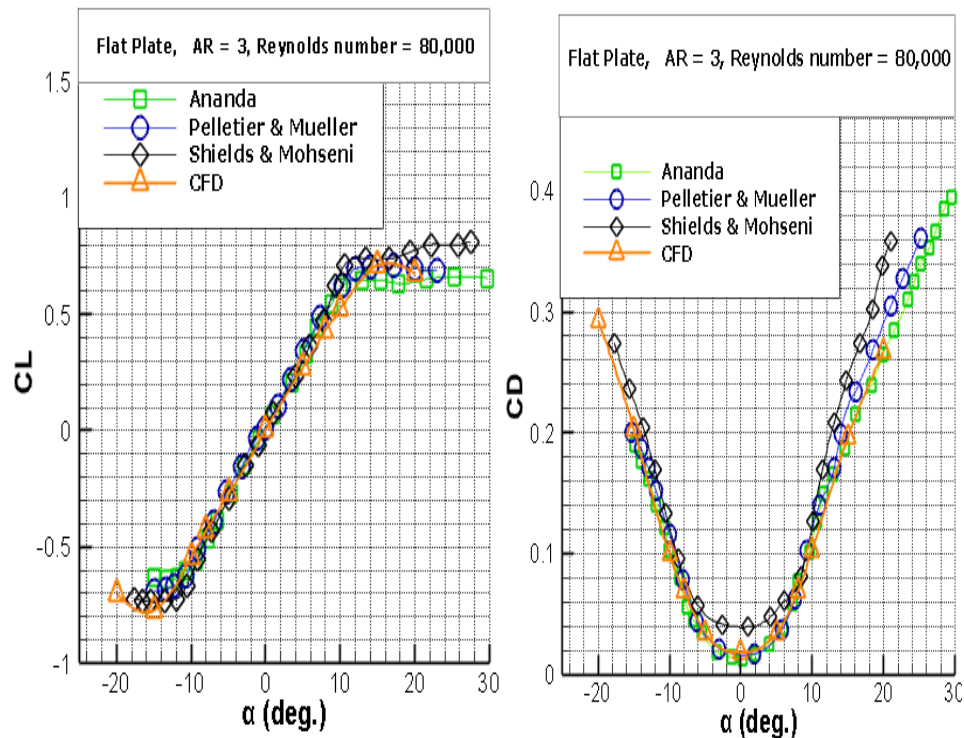 Flat Plate, AR = 3, Reynolds number = 80,000
1.5
1
0.5
0
-0.5
-1
CL
Ananda
Pelletier & Mueller
Shields & Mohseni
CFD
-20 -10 0 10 20 30
α (deg.)
Flat Plate, AR = 3, Reynolds number = 80,000
0.4
0.3
0.2
0.1
0
CD
Ananda
Pelletier & Mueller
Shields & Mohseni
CFD
-20 -10 0 10 20 30
α (deg.)